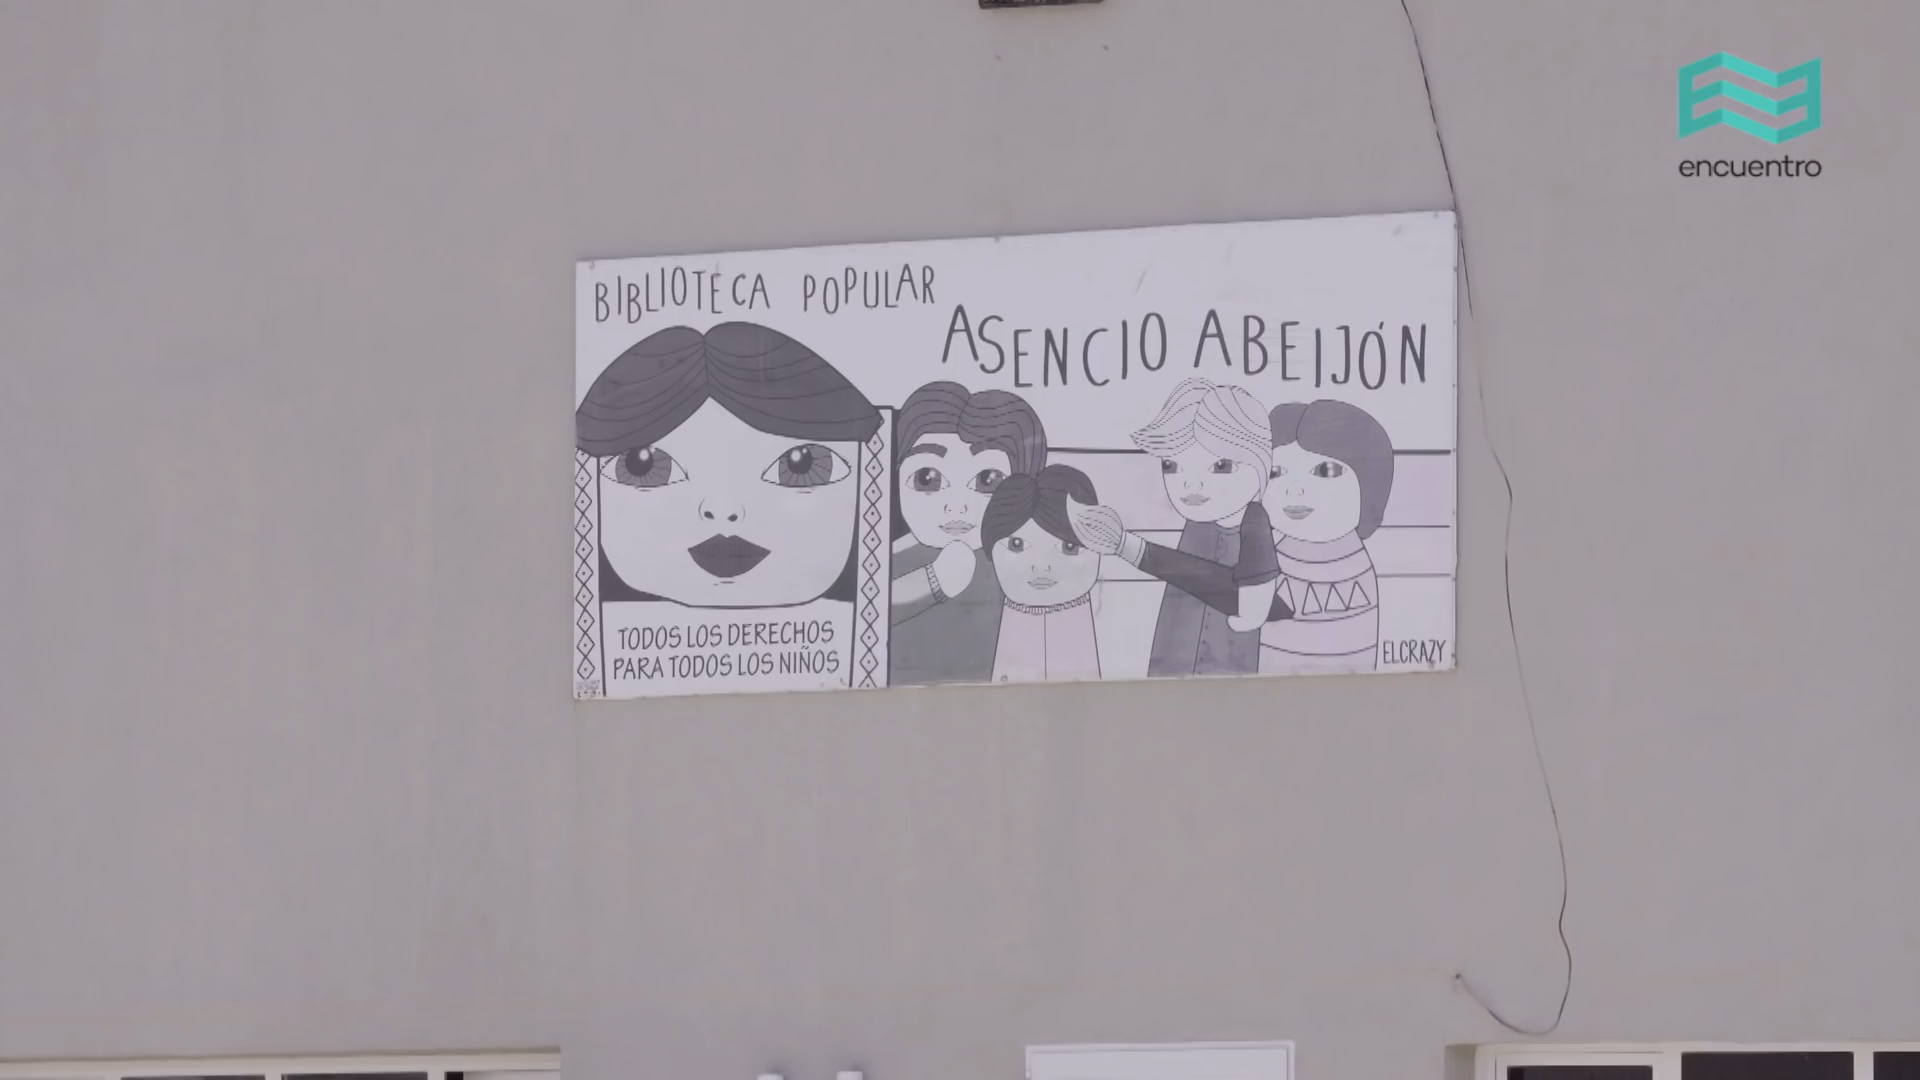 encuentro
BIBLIOTECA POPULAR
ASENCIO ABEIJÓN
TODOS LOS DERECHOS
PARA TODOS LOS NIÑOS
ELCRAZY